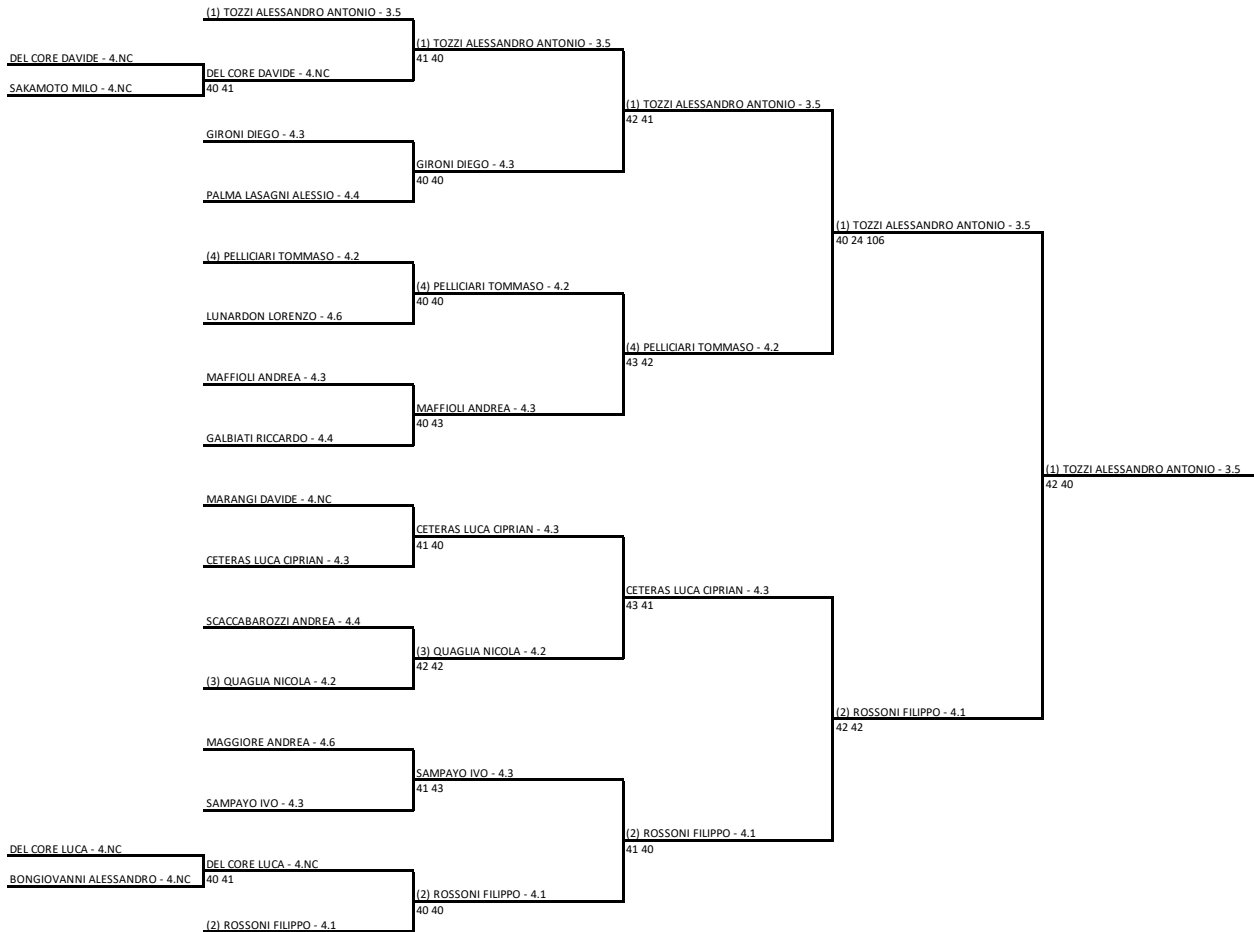 (1) TOZZI ALESSANDRO ANTONIO - 3.5
(1) TOZZI ALESSANDRO ANTONIO - 3.5
41 40
DEL CORE DAVIDE - 4.NC
DEL CORE DAVIDE - 4.NC
SAKAMOTO MILO - 4.NC
40 41
(1) TOZZI ALESSANDRO ANTONIO - 3.5
42 41
GIRONI DIEGO - 4.3
GIRONI DIEGO - 4.3
40 40
PALMA LASAGNI ALESSIO - 4.4
(1) TOZZI ALESSANDRO ANTONIO - 3.5
40 24 106
(4) PELLICIARI TOMMASO - 4.2
(4) PELLICIARI TOMMASO - 4.2
40 40
LUNARDON LORENZO - 4.6
(4) PELLICIARI TOMMASO - 4.2
43 42
MAFFIOLI ANDREA - 4.3
MAFFIOLI ANDREA - 4.3
40 43
GALBIATI RICCARDO - 4.4
(1) TOZZI ALESSANDRO ANTONIO - 3.5
42 40
MARANGI DAVIDE - 4.NC
CETERAS LUCA CIPRIAN - 4.3
41 40
CETERAS LUCA CIPRIAN - 4.3
CETERAS LUCA CIPRIAN - 4.3
43 41
SCACCABAROZZI ANDREA - 4.4
(3) QUAGLIA NICOLA - 4.2
42 42
(3) QUAGLIA NICOLA - 4.2
(2) ROSSONI FILIPPO - 4.1
42 42
MAGGIORE ANDREA - 4.6
SAMPAYO IVO - 4.3
41 43
SAMPAYO IVO - 4.3
(2) ROSSONI FILIPPO - 4.1
41 40
DEL CORE LUCA - 4.NC
DEL CORE LUCA - 4.NC
BONGIOVANNI ALESSANDRO - 4.NC
40 41
(2) ROSSONI FILIPPO - 4.1
40 40
(2) ROSSONI FILIPPO - 4.1